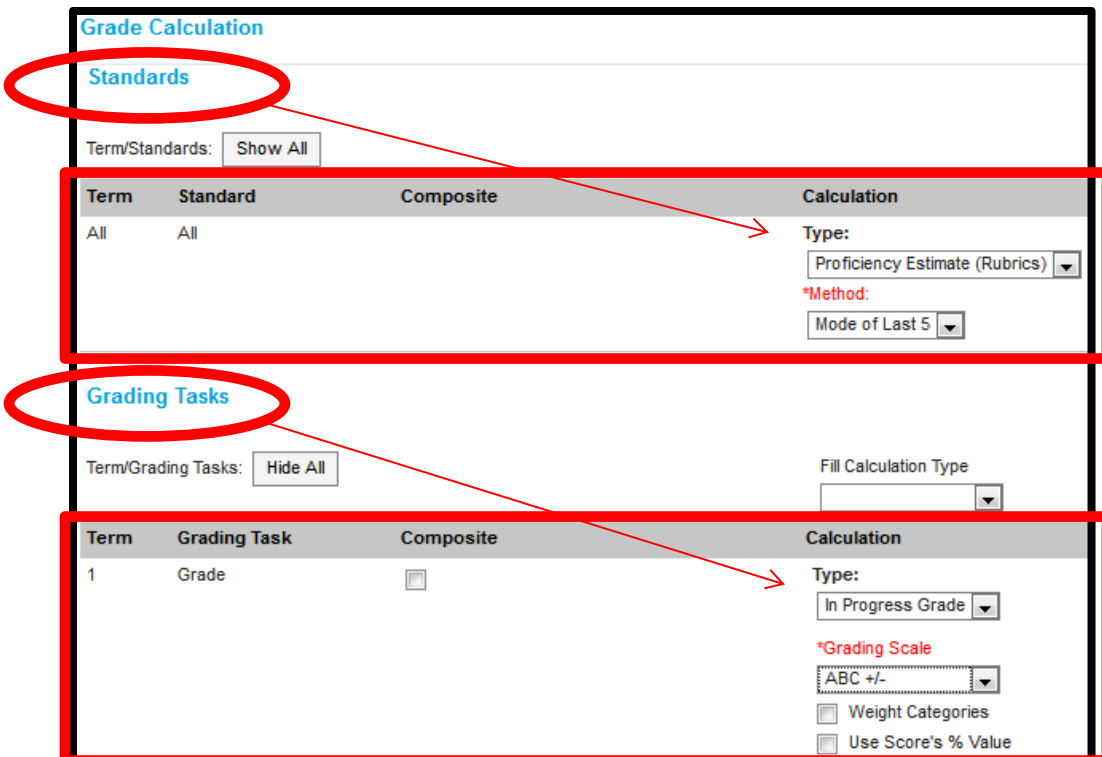 Grade Calculation
Standards
Term/Standards: Show All
Term Standard Composite Calculation
All All Type:
Proficiency Estimate (Rubrics)
*Method:
Mode of Last 5
Grading Tasks
Term/Grading Tasks: Hide All Fill Calculation Type
Term Grading Task Composite Calculation
1 Grade Type:
In Progress Grade
*Grading Scale
ABC +/-
Weight Categories
Use Score's % Value